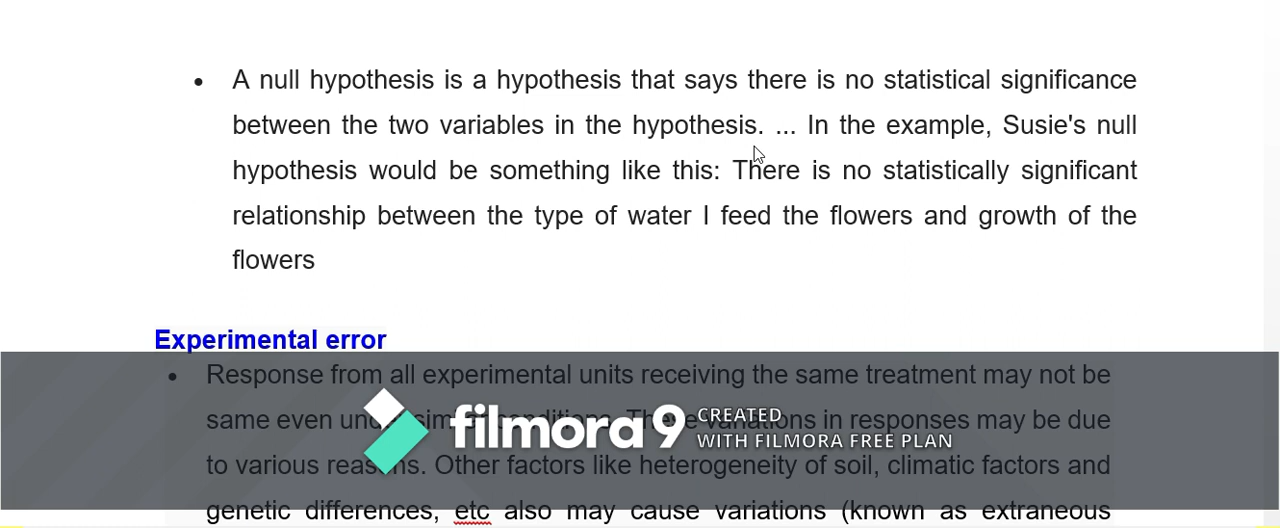 A null hypothesis is a hypothesis that says there is no statistical significance
between the two variables in the hypothesis. ... In the example, Susie's null
hypothesis would be something like this: There is no statistically significant
relationship between the type of water I feed the flowers and growth of the
flowers
Experimental error
Response from all experimental units receiving the same treatment may not be
same even under similar conditions. These variations in responses may be due
to various reasons. Other factors like heterogeneity of soil, climatic factors and
genetic differences, etc also may cause variations (known as extraneous
filmora 9 CREATED
WITH FILMORA FREE PLAN